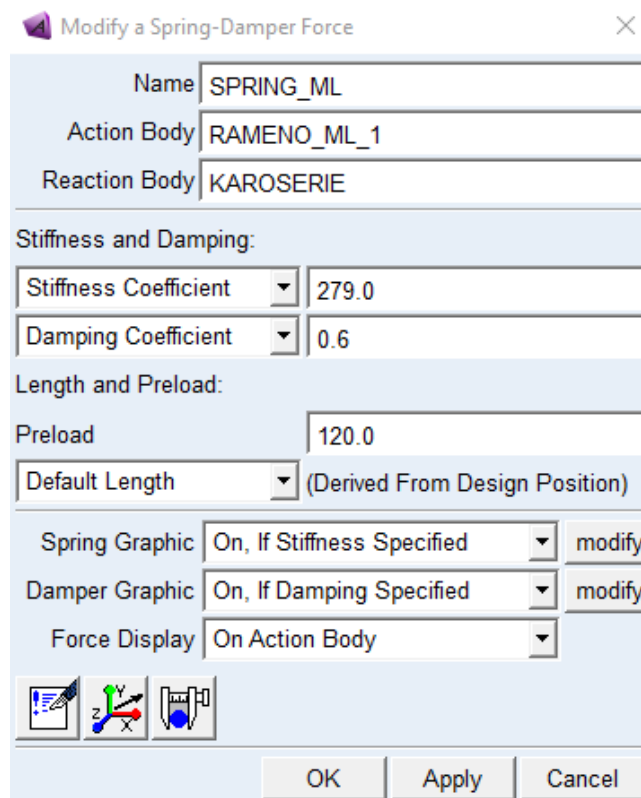 Modify a Spring-Damper Force
Name SPRING_ML
Action Body RAMENO_ML_1
Reaction Body KAROSERIE
Stiffness and Damping:
Stiffness Coefficient 279.0
Damping Coefficient 0.6
Length and Preload:
Preload 120.0
Default Length (Derived From Design Position)
Spring Graphic On, If Stiffness Specified modify
Damper Graphic On, If Damping Specified modify
Force Display On Action Body
OK Apply Cancel